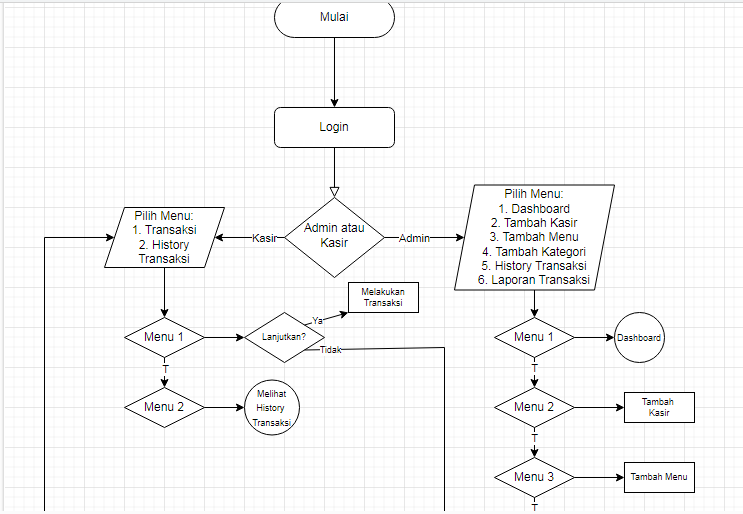 Mulai
Login
Admin atau
Kasir
Kasir
Admin
Pilih Menu:
1. Transaksi
2. History
Transaksi
Menu 1
Lanjutkan?
Ya
Melakukan
Transaksi
Tidak
T
Menu 2
Melihat
History
Transaksi
Pilih Menu:
1. Dashboard
2. Tambah Kasir
3. Tambah Menu
4. Tambah Kategori
5. History Transaksi
6. Laporan Transaksi
Menu 1
Dashboard
T
Menu 2
Tambah
Kasir
T
Menu 3
Tambah Menu
T